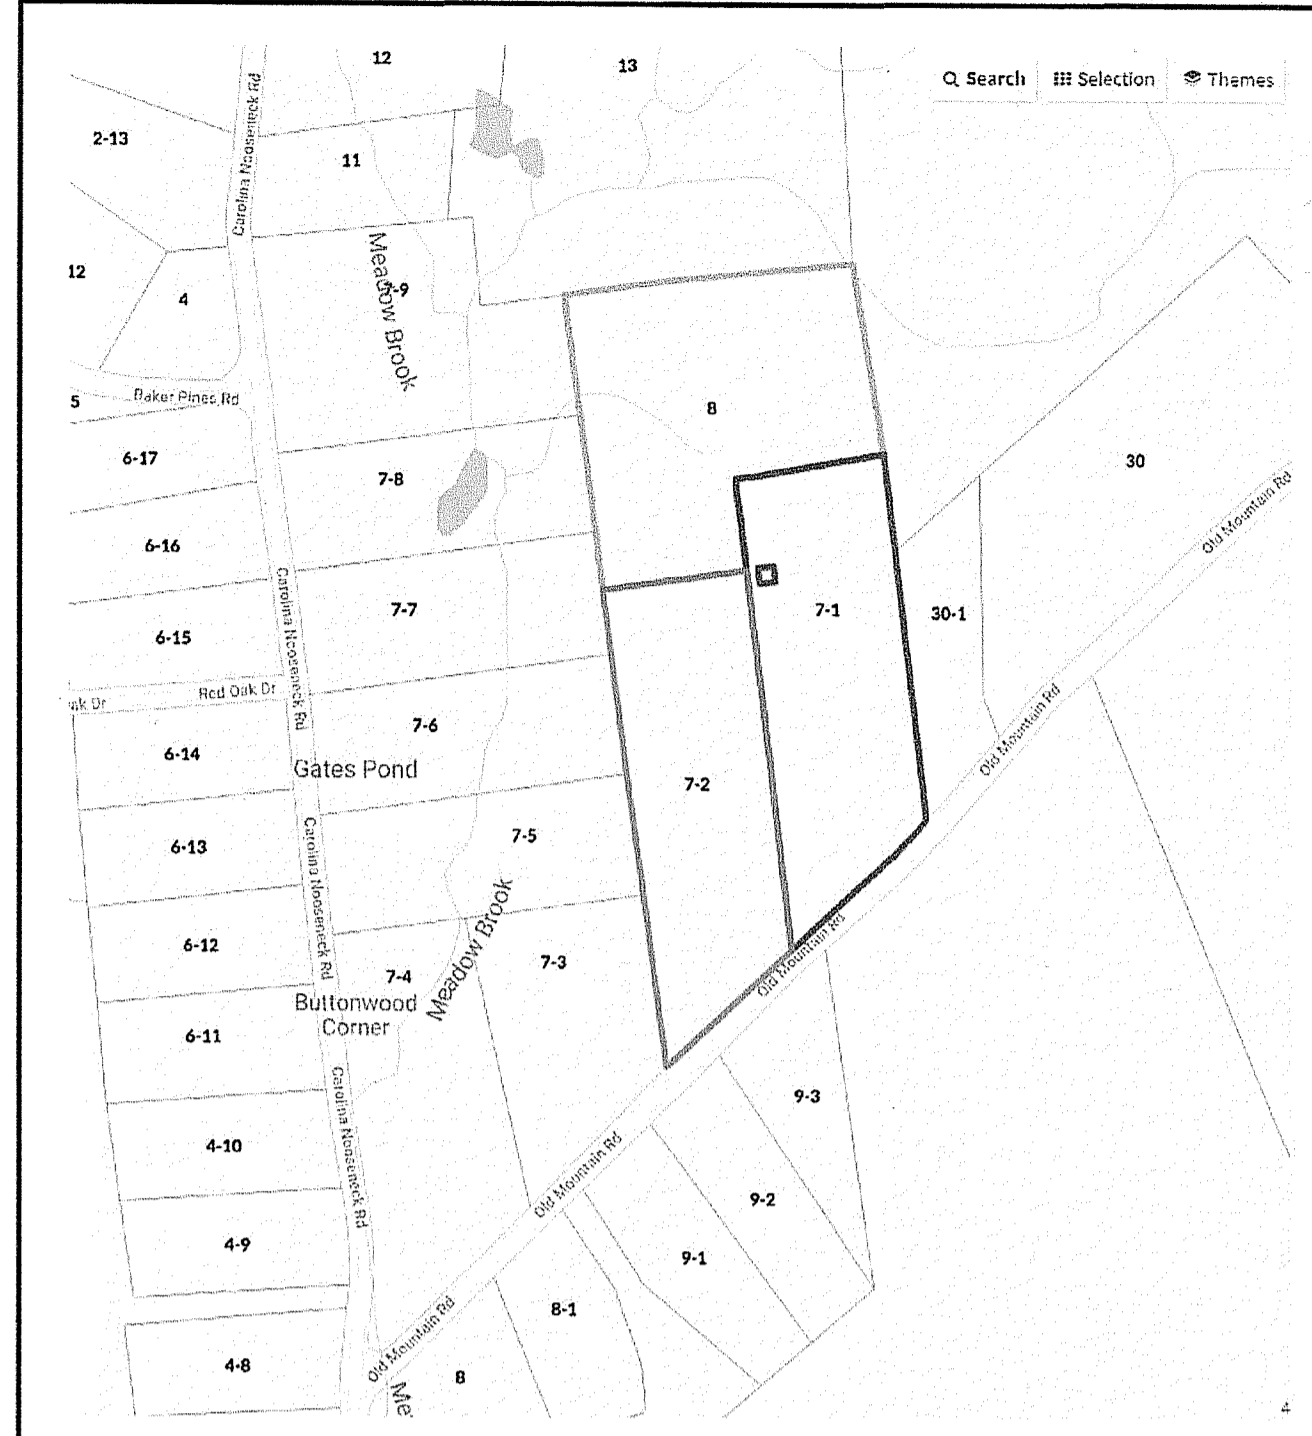 12
13
Search
Selection
Themes
2-13
Carolina Nooseneck Rd
11
12
4
Meadow Brook
8
5
Baker Pines Rd
6-17
7-8
30
Old Mountain Rd
6-16
7-7
7-1
30-1
Carolina Nooseneck Rd
6-15
Red Oak Dr
ak Dr
7-6
6-14
Gates Pond
7-2
Old Mountain Rd
6-13
7-5
Carolina Nooseneck Rd
6-12
7-4
Meadow Brook
7-3
Old Mountain Rd
Buttonwood
Corner
6-11
Carolina Nooseneck Rd
9-3
4-10
Old Mountain Rd
9-2
4-9
9-1
8-1
Old Mountain Rd
4-8
8
Me
4